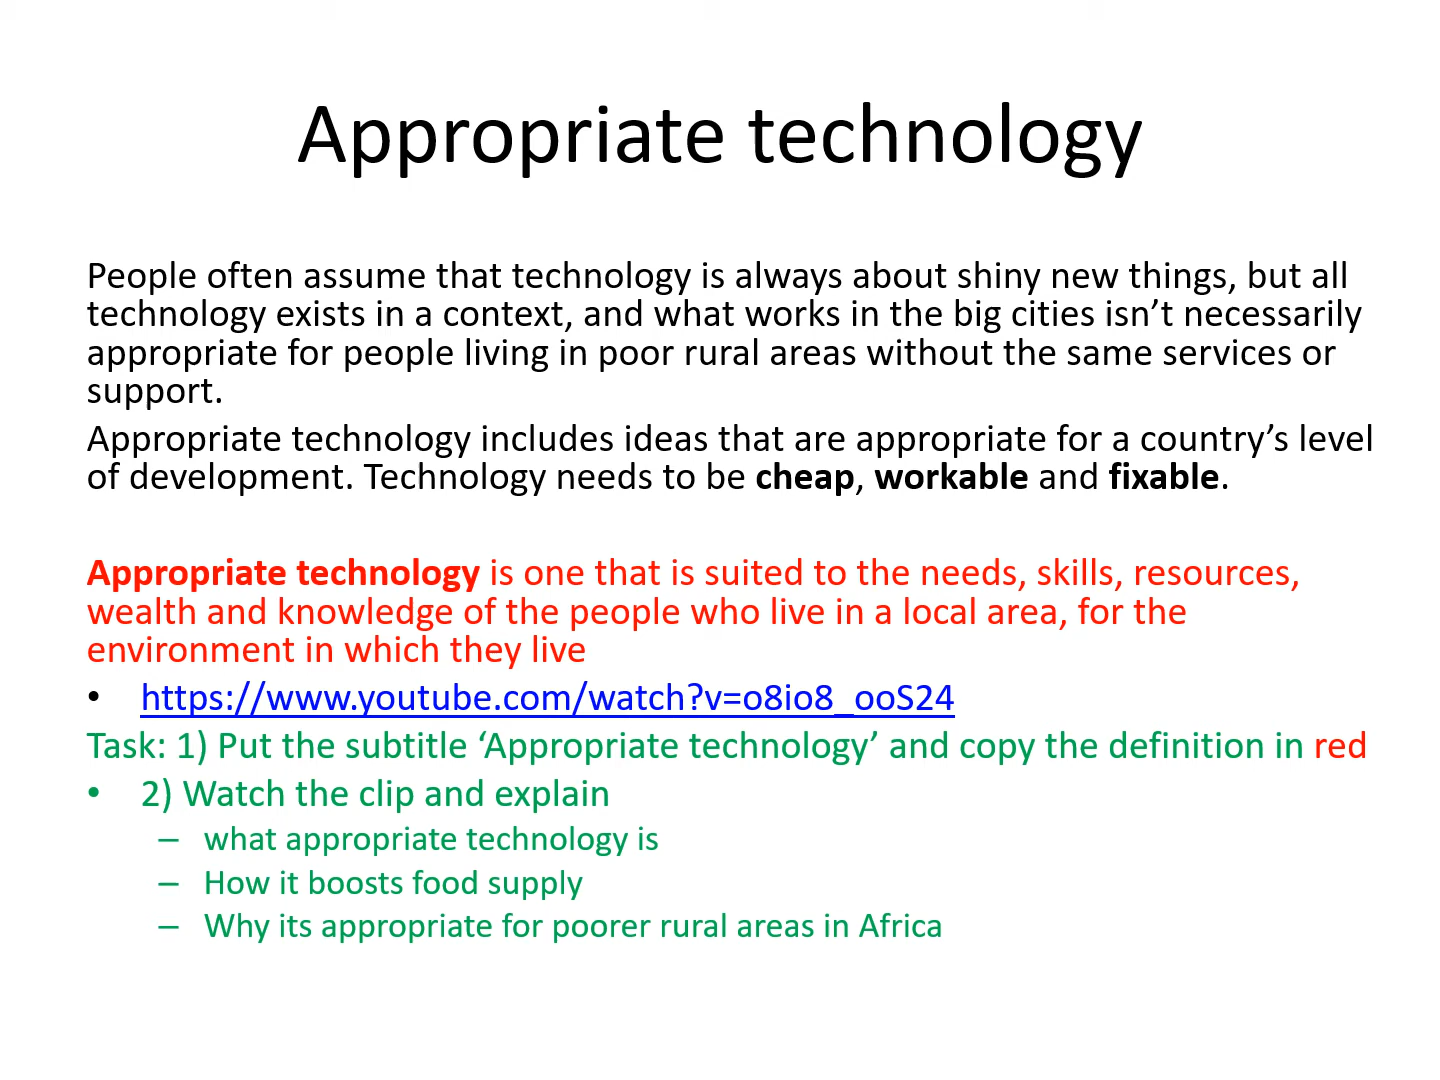 Appropriate technology
People often assume that technology is always about shiny new things, but all
technology exists in a context, and what works in the big cities isn’t necessarily
appropriate for people living in poor rural areas without the same services or
support.
Appropriate technology includes ideas that are appropriate for a country’s level
of development. Technology needs to be cheap, workable and fixable.
Appropriate technology is one that is suited to the needs, skills, resources,
wealth and knowledge of the people who live in a local area, for the
environment in which they live
• https://www.youtube.com/watch?v=o8io8_ooS24
Task: 1) Put the subtitle ‘Appropriate technology’ and copy the definition in red
• 2) Watch the clip and explain
– what appropriate technology is
– How it boosts food supply
– Why its appropriate for poorer rural areas in Africa